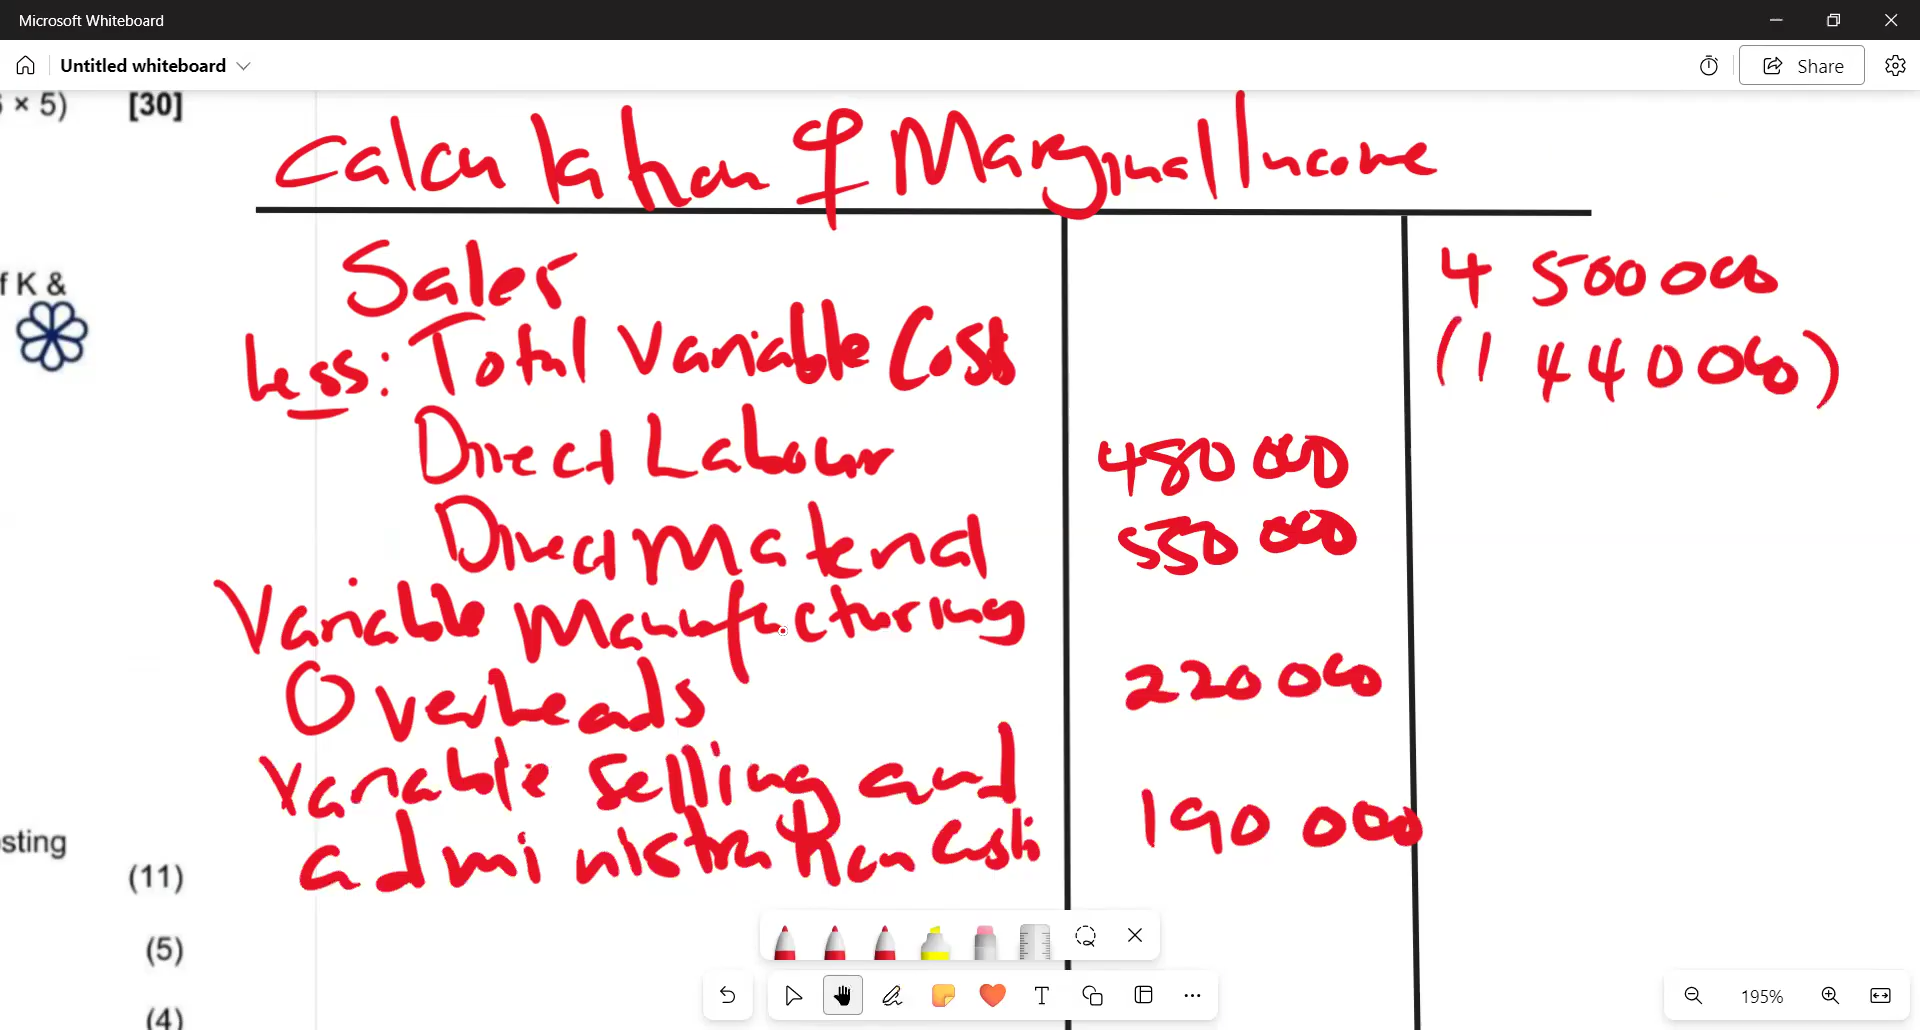 Microsoft Whiteboard
Untitled whiteboard
Share
× 5) [30]
Calculation of Marginal Income
Sales 4 500 000
Less: Total Variable Costs (1 440 000)
f K &
Direct Labour 480 000
Direct Material 550 000
Variable Manufacturing
Overheads 220 000
Variable selling and
administration Costs 190 000
sting
(11)
(5)
(4)
195%